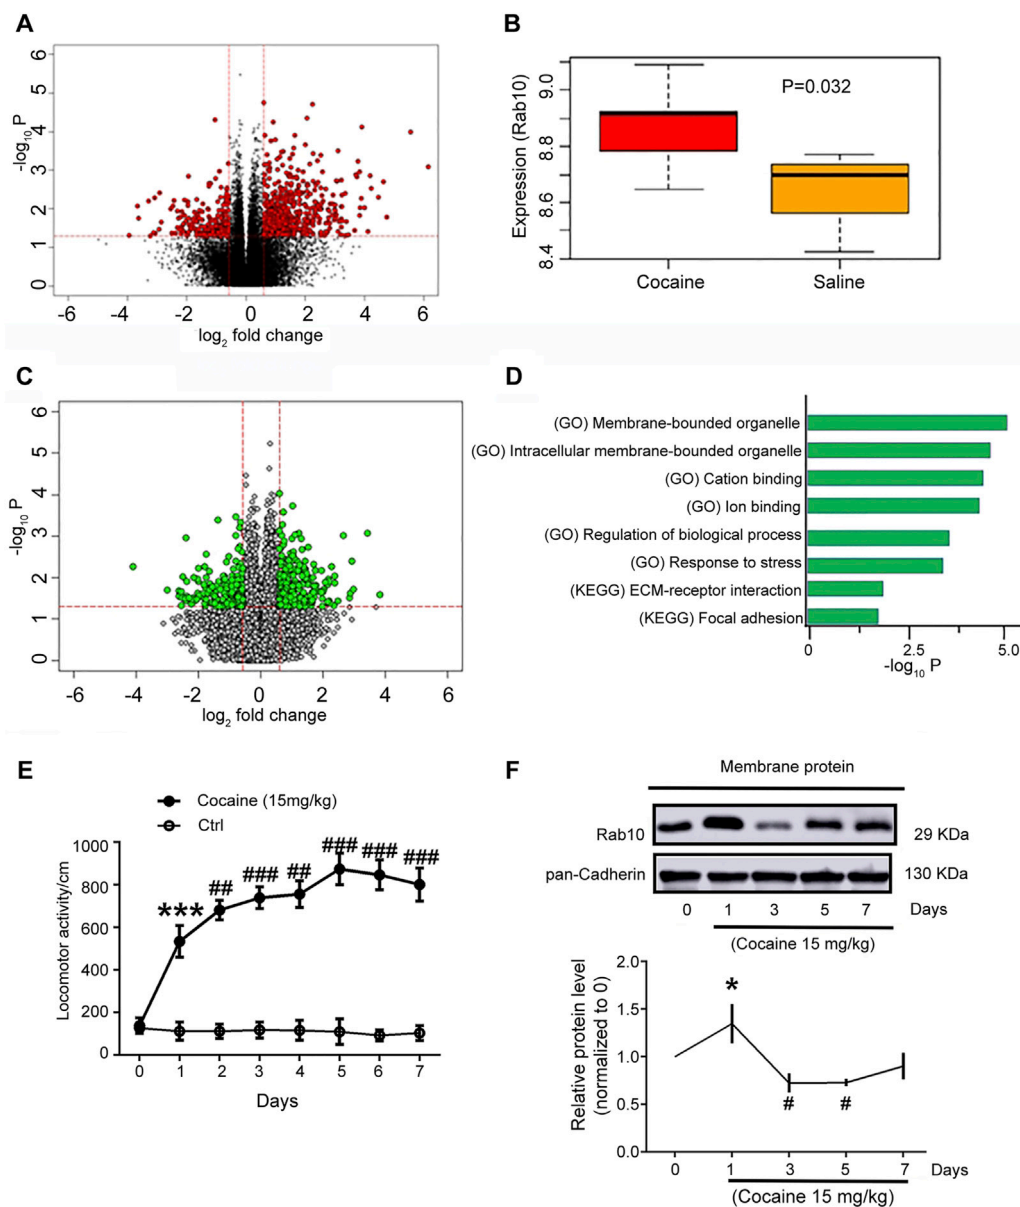 A
-log10 P
6
5
4
3
2
1
0
-6 -4 -2 0 2 4 6
log2 fold change
B
Expression (Rab10)
9.0
8.8
8.6
8.4
P=0.032
Cocaine Saline
C
-log10 P
6
5
4
3
2
1
0
-6 -4 -2 0 2 4 6
log2 fold change
D
(GO) Membrane-bounded organelle
(GO) Intracellular membrane-bounded organelle
(GO) Cation binding
(GO) Ion binding
(GO) Regulation of biological process
(GO) Response to stress
(KEGG) ECM-receptor interaction
(KEGG) Focal adhesion
0 2.5 5.0
-log10 P
E
Cocaine (15mg/kg)
Ctrl
Locomotor activity/cm
1000
800
600
400
200
0
*** ## ### ## ### ### ###
0 1 2 3 4 5 6 7
Days
F
Membrane protein
Rab10 29 KDa
pan-Cadherin 130 KDa
0 1 3 5 7 Days
(Cocaine 15 mg/kg)
Relative protein level
(normalized to 0)
2.0
1.5
1.0
0.5
0.0
*
# #
0 1 3 5 7 Days
(Cocaine 15 mg/kg)